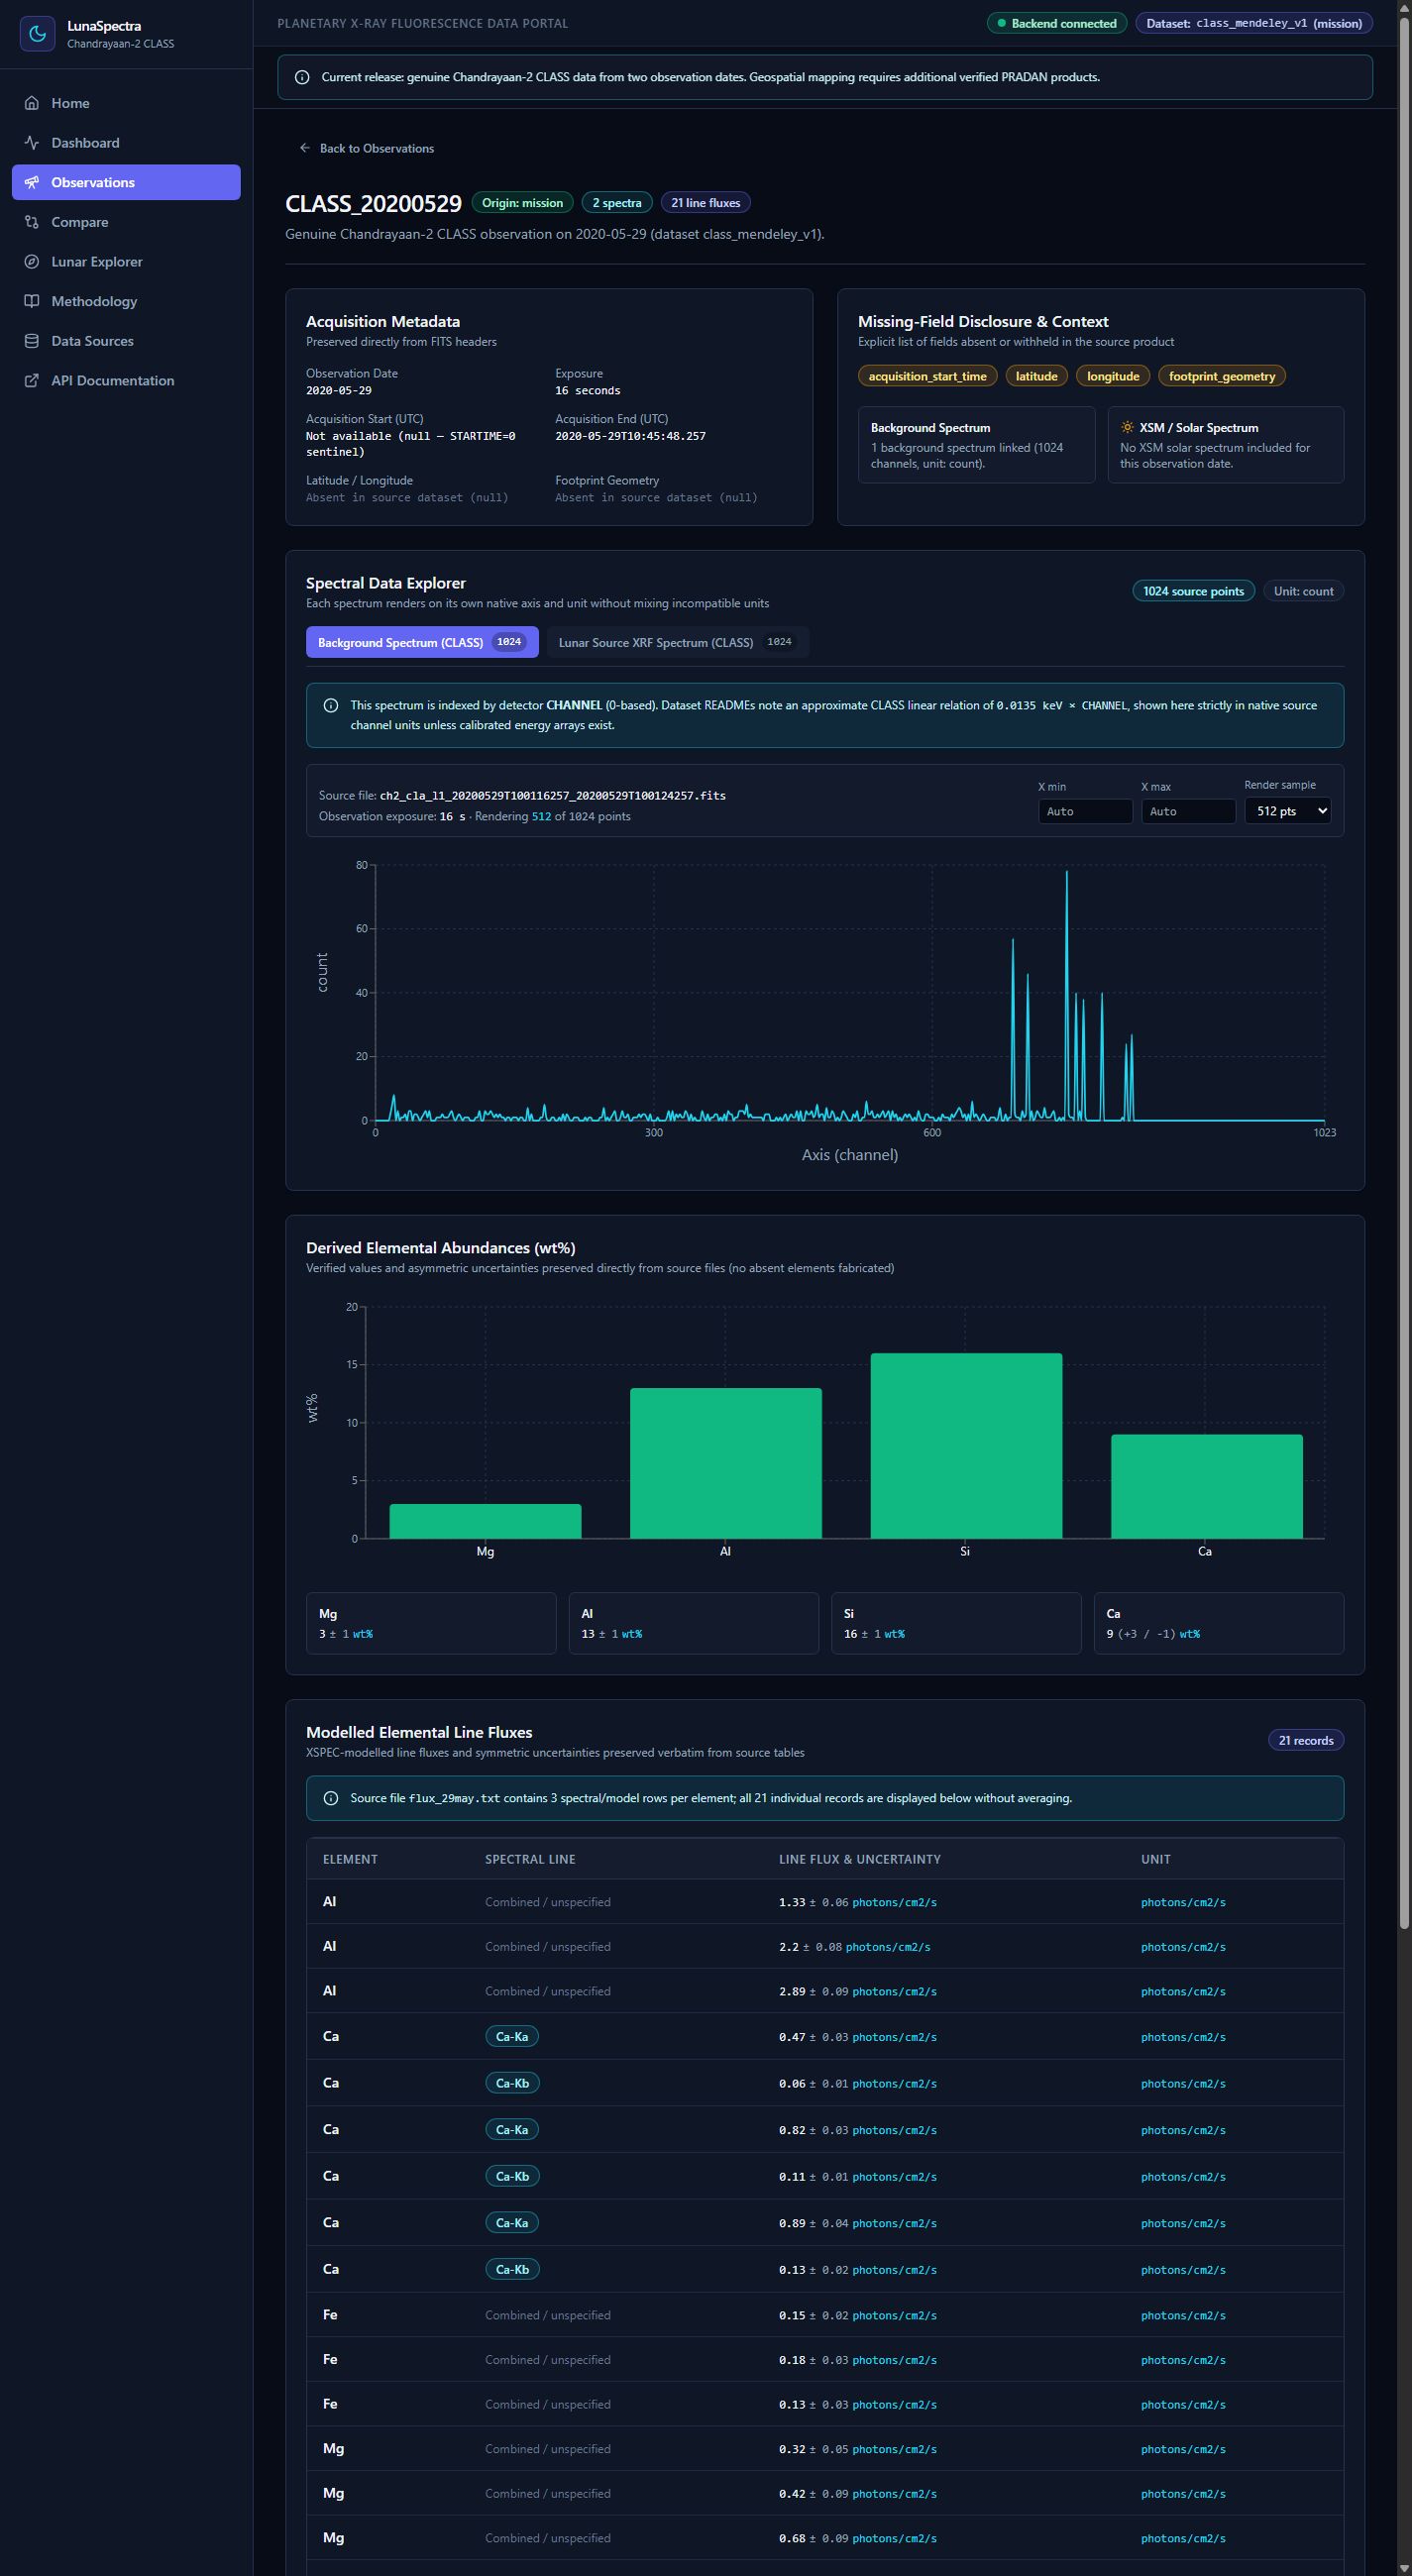 LunaSpectra
Chandrayaan-2 CLASS
Home
Dashboard
Observations
Compare
Lunar Explorer
Methodology
Data Sources
API Documentation
PLANETARY X-RAY FLUORESCENCE DATA PORTAL
Backend connected
Dataset: class_mendeley_v1 (mission)
Current release: genuine Chandrayaan-2 CLASS data from two observation dates. Geospatial mapping requires additional verified PRADAN products.
Back to Observations
CLASS_20200529
Origin: mission
2 spectra
21 line fluxes
Genuine Chandrayaan-2 CLASS observation on 2020-05-29 (dataset class_mendeley_v1).
Acquisition Metadata
Preserved directly from FITS headers
Observation Date
2020-05-29
Exposure
16 seconds
Acquisition Start (UTC)
Not available (null — STARTIME=0
sentinel)
Acquisition End (UTC)
2020-05-29T10:45:48.257
Latitude / Longitude
Absent in source dataset (null)
Footprint Geometry
Absent in source dataset (null)
Missing-Field Disclosure & Context
Explicit list of fields absent or withheld in the source product
acquisition_start_time
latitude
longitude
footprint_geometry
Background Spectrum
1 background spectrum linked (1024
channels, unit: count).
XSM / Solar Spectrum
No XSM solar spectrum included for
this observation date.
Spectral Data Explorer
Each spectrum renders on its own native axis and unit without mixing incompatible units
1024 source points
Unit: count
Background Spectrum (CLASS) 1024
Lunar Source XRF Spectrum (CLASS) 1024
This spectrum is indexed by detector CHANNEL (0-based). Dataset READMEs note an approximate CLASS linear relation of 0.0135 keV × CHANNEL, shown here strictly in native source
channel units unless calibrated energy arrays exist.
Source file: ch2_cla_l1_20200529T100116257_20200529T100124257.fits
Observation exposure: 16 s · Rendering 512 of 1024 points
X min
Auto
X max
Auto
Render sample
512 pts
80
60
40
20
0
count
0
300
600
1023
Axis (channel)
Derived Elemental Abundances (wt%)
Verified values and asymmetric uncertainties preserved directly from source files (no absent elements fabricated)
20
15
10
5
0
wt%
Mg
Al
Si
Ca
Mg
3 ± 1 wt%
Al
13 ± 1 wt%
Si
16 ± 1 wt%
Ca
9 (+3 / -1) wt%
Modelled Elemental Line Fluxes
XSPEC-modelled line fluxes and symmetric uncertainties preserved verbatim from source tables
21 records
Source file flux_29may.txt contains 3 spectral/model rows per element; all 21 individual records are displayed below without averaging.
ELEMENT SPECTRAL LINE LINE FLUX & UNCERTAINTY UNIT
Al Combined / unspecified 1.33 ± 0.06 photons/cm2/s photons/cm2/s
Al Combined / unspecified 2.2 ± 0.08 photons/cm2/s photons/cm2/s
Al Combined / unspecified 2.89 ± 0.09 photons/cm2/s photons/cm2/s
Ca Ca-Ka 0.47 ± 0.03 photons/cm2/s photons/cm2/s
Ca Ca-Kb 0.06 ± 0.01 photons/cm2/s photons/cm2/s
Ca Ca-Ka 0.82 ± 0.03 photons/cm2/s photons/cm2/s
Ca Ca-Kb 0.11 ± 0.01 photons/cm2/s photons/cm2/s
Ca Ca-Ka 0.89 ± 0.04 photons/cm2/s photons/cm2/s
Ca Ca-Kb 0.13 ± 0.02 photons/cm2/s photons/cm2/s
Fe Combined / unspecified 0.15 ± 0.02 photons/cm2/s photons/cm2/s
Fe Combined / unspecified 0.18 ± 0.03 photons/cm2/s photons/cm2/s
Fe Combined / unspecified 0.13 ± 0.03 photons/cm2/s photons/cm2/s
Mg Combined / unspecified 0.32 ± 0.05 photons/cm2/s photons/cm2/s
Mg Combined / unspecified 0.42 ± 0.09 photons/cm2/s photons/cm2/s
Mg Combined / unspecified 0.68 ± 0.09 photons/cm2/s photons/cm2/s